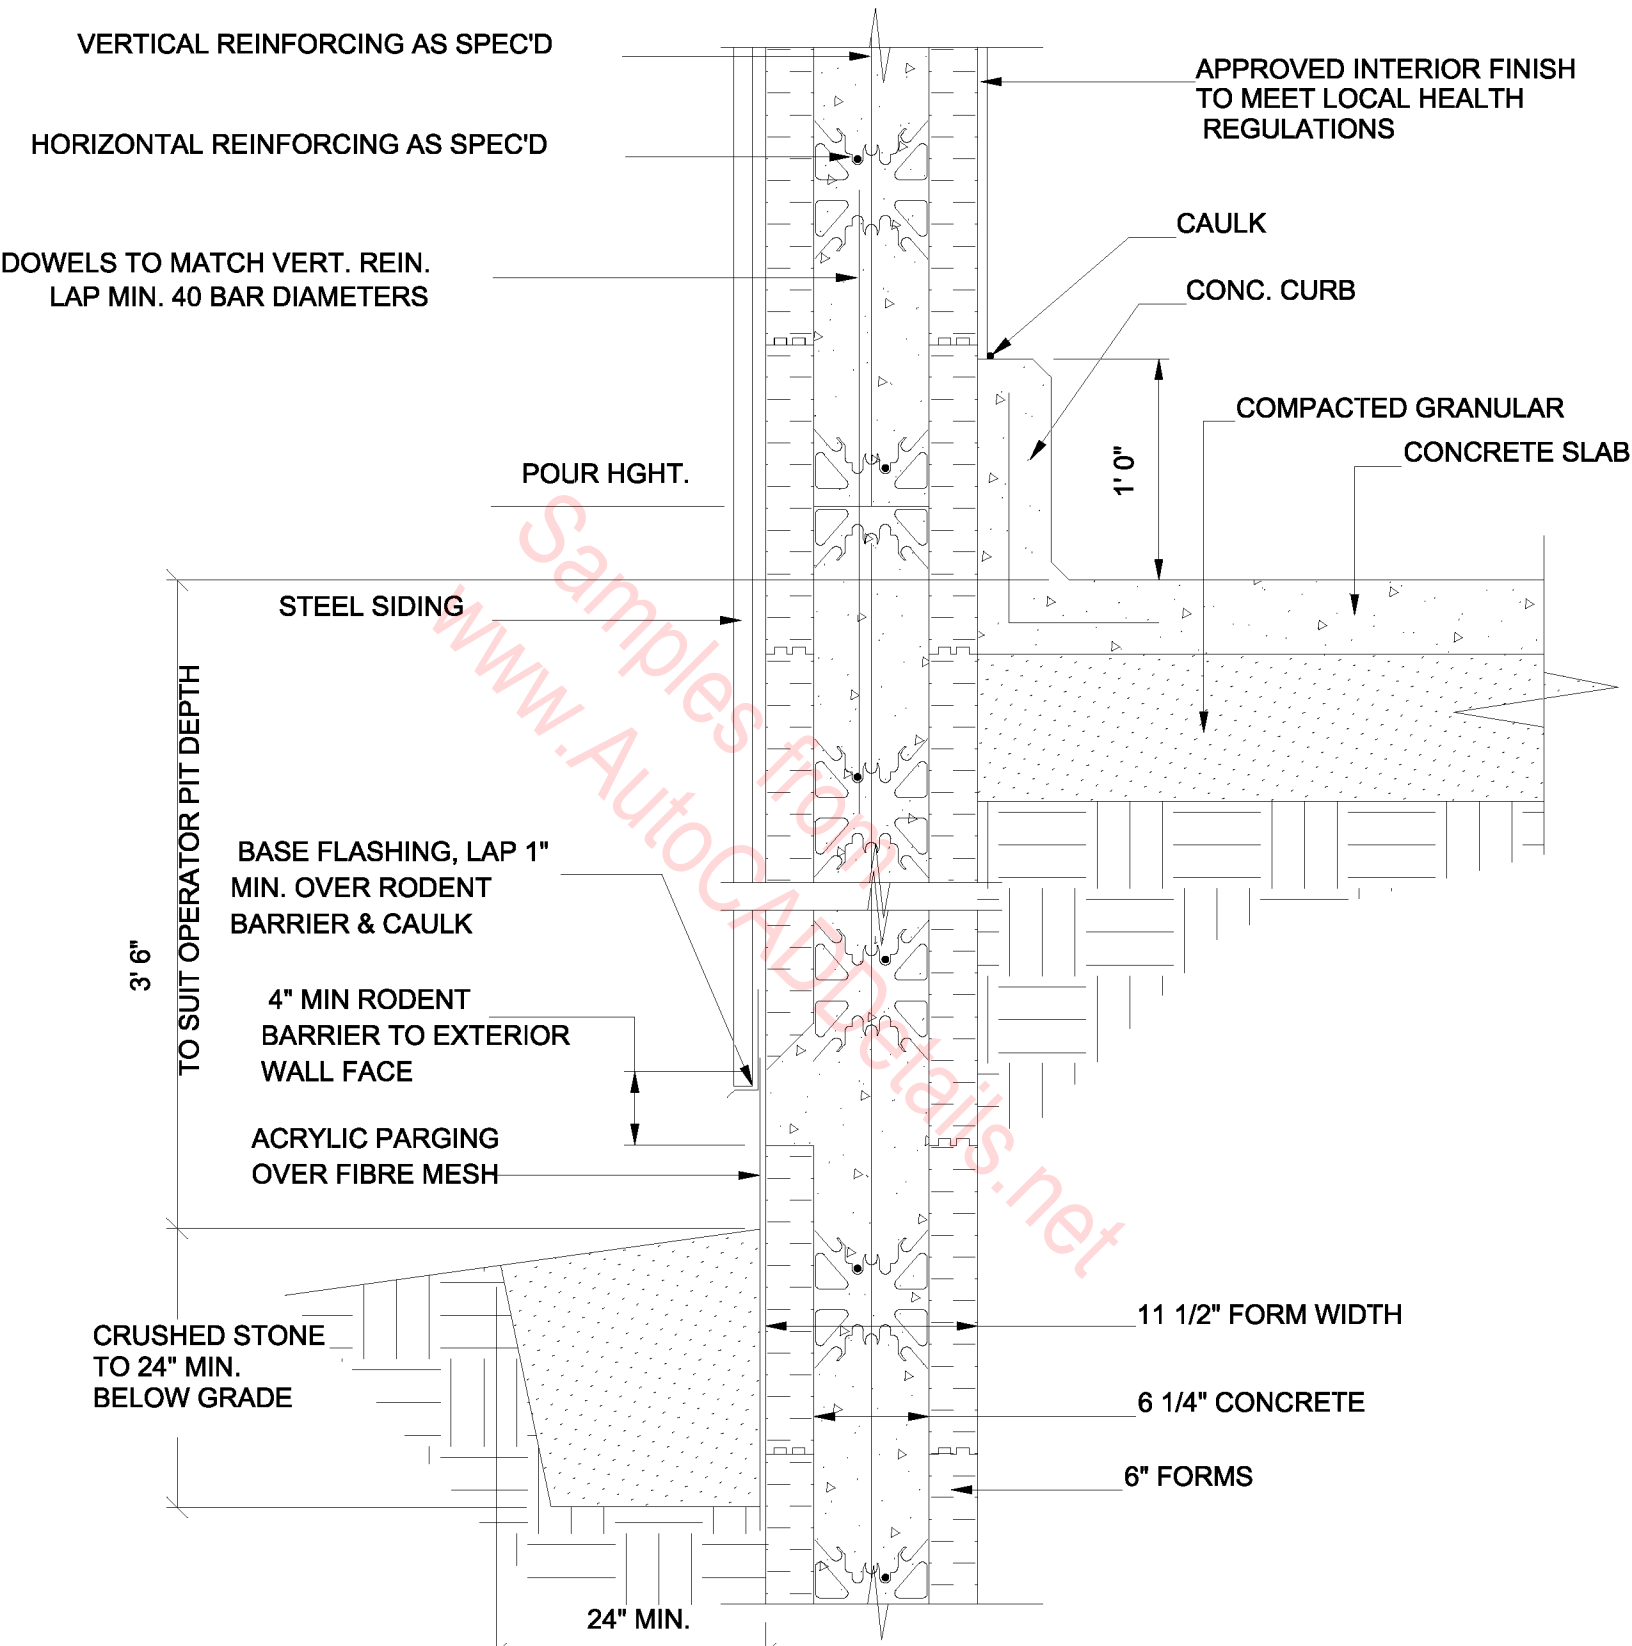 VERTICAL REINFORCING AS SPEC'D
APPROVED INTERIOR FINISH
TO MEET LOCAL HEALTH
REGULATIONS
HORIZONTAL REINFORCING AS SPEC'D
CAULK
DOWELS TO MATCH VERT. REIN.
LAP MIN. 40 BAR DIAMETERS
CONC. CURB
COMPACTED GRANULAR
CONCRETE SLAB
1' 0"
POUR HGHT.
STEEL SIDING
3' 6"
TO SUIT OPERATOR PIT DEPTH
BASE FLASHING, LAP 1"
MIN. OVER RODENT
BARRIER & CAULK
4" MIN RODENT
BARRIER TO EXTERIOR
WALL FACE
ACRYLIC PARGING
OVER FIBRE MESH
CRUSHED STONE
TO 24" MIN.
BELOW GRADE
11 1/2" FORM WIDTH
6 1/4" CONCRETE
6" FORMS
24" MIN.
Samples from
www.AutoCADDetails.net